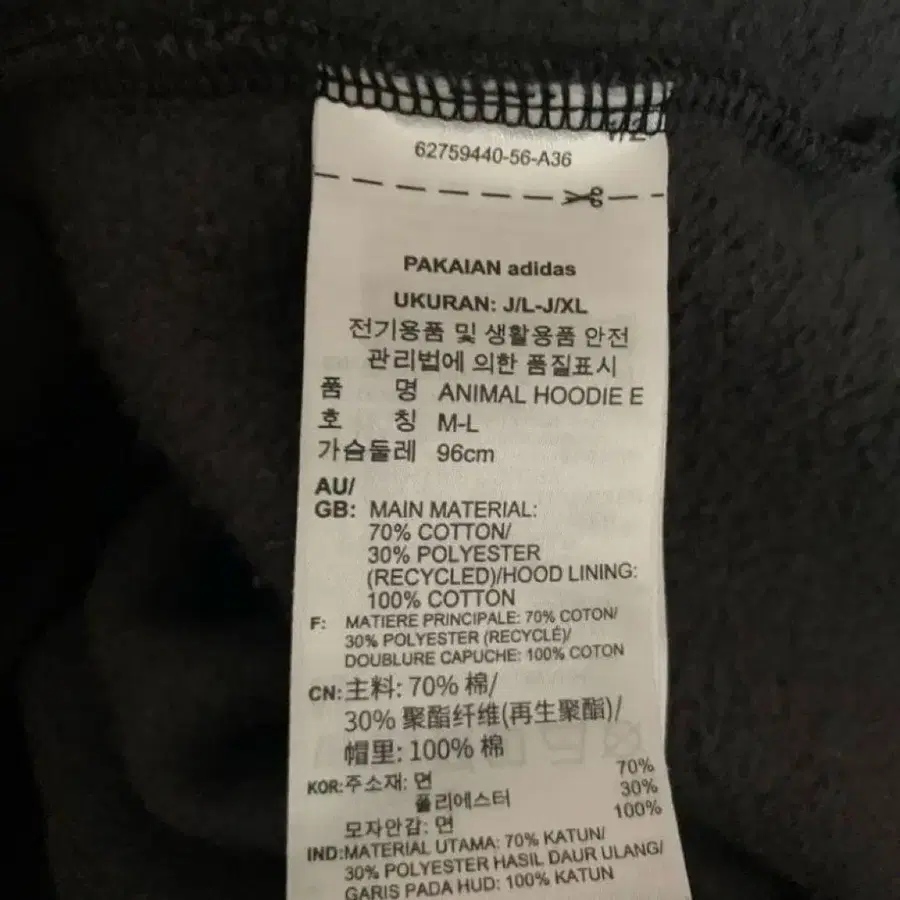 62759440-56-A36
PAKAIAN adidas
UKURAN: J/L-J/XL
전기용품 및 생활용품 안전
관리법에 의한 품질표시
품 명 ANIMAL HOODIE E
호 칭 M-L
가슴둘레 96cm
AU/
GB: MAIN MATERIAL:
70% COTTON/
30% POLYESTER
(RECYCLED)/HOOD LINING:
100% COTTON
F: MATIERE PRINCIPALE: 70% COTON/
30% POLYESTER (RECYCLÉ)/
DOUBLURE CAPUCHE: 100% COTON
CN: 主料: 70% 棉/
30% 聚酯纤维(再生聚酯)/
帽里: 100% 棉
KOR: 주소재: 면 70%
폴리에스터 30%
모자안감: 면 100%
IND: MATERIAL UTAMA: 70% KATUN/
30% POLYESTER HASIL DAUR ULANG/
GARIS PADA HUD: 100% KATUN